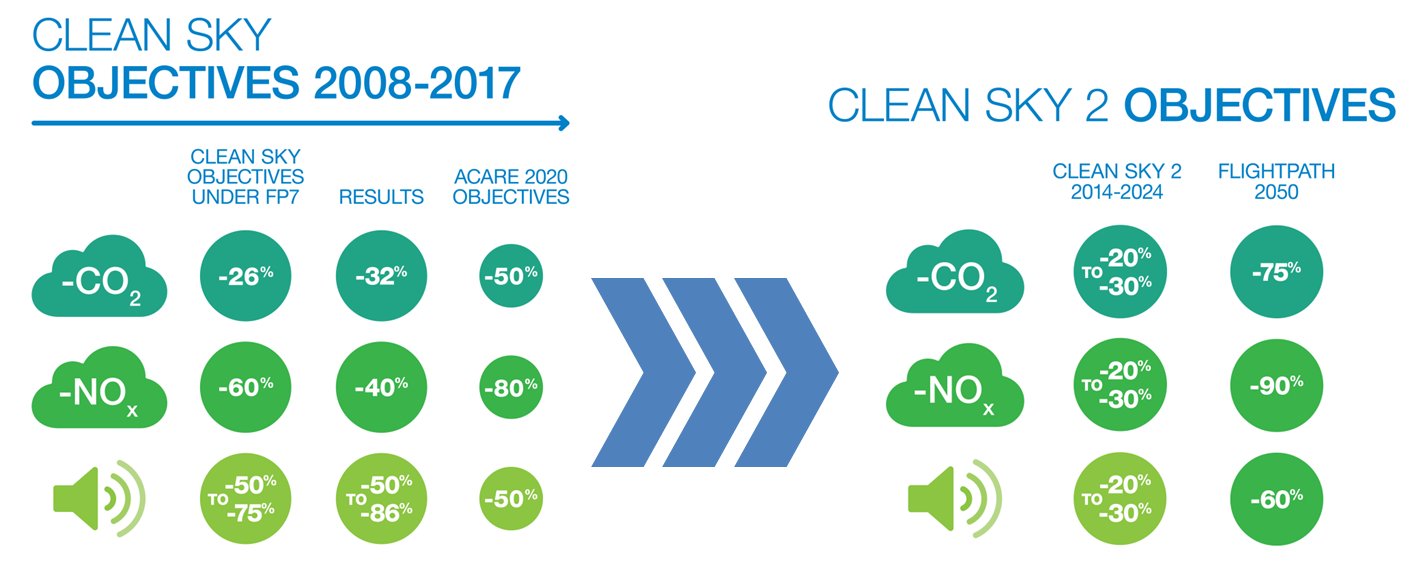 CLEAN SKY
OBJECTIVES 2008-2017
CLEAN SKY
OBJECTIVES
UNDER FP7
RESULTS
ACARE 2020
OBJECTIVES
-CO2
-26%
-32%
-50%
-NOx
-60%
-40%
-80%
-50%
TO
-75%
-50%
TO
-86%
-50%
CLEAN SKY 2 OBJECTIVES
CLEAN SKY 2
2014-2024
FLIGHTPATH
2050
-CO2
-20%
TO
-30%
-75%
-NOx
-20%
TO
-30%
-90%
-20%
TO
-30%
-60%